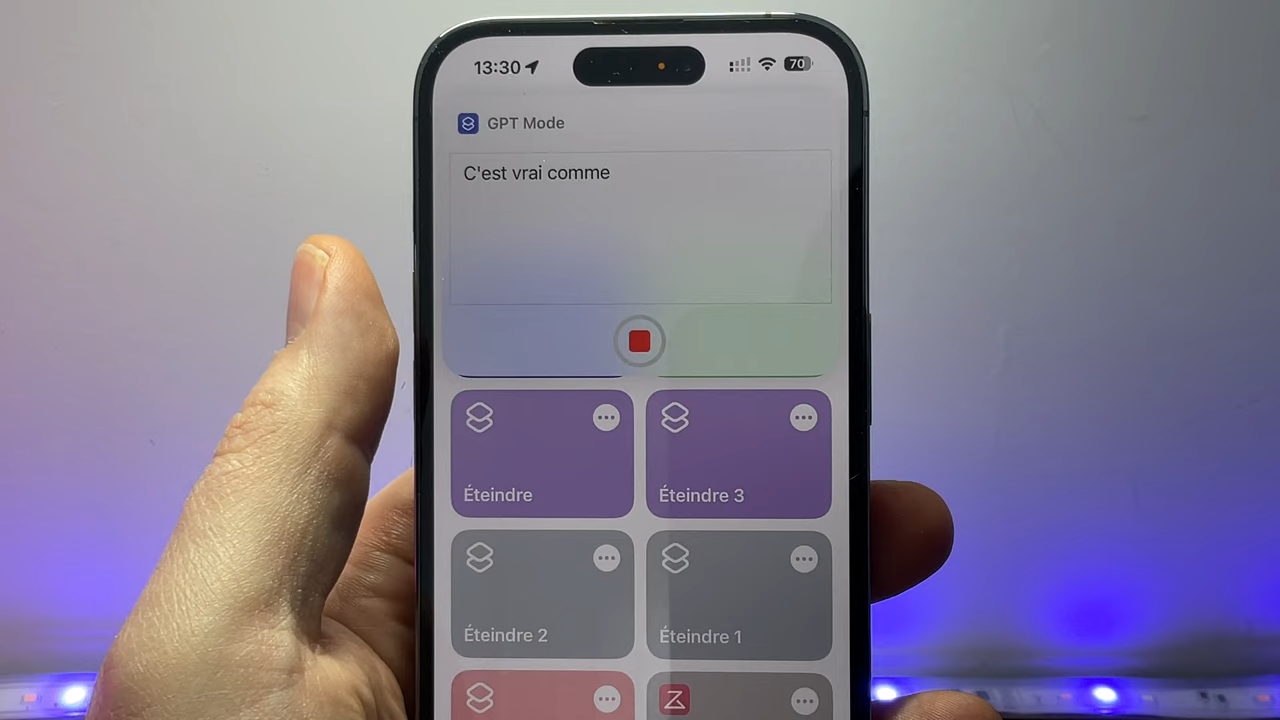 13:30
70
GPT Mode
C'est vrai comme
Éteindre
Éteindre 3
Éteindre 2
Éteindre 1